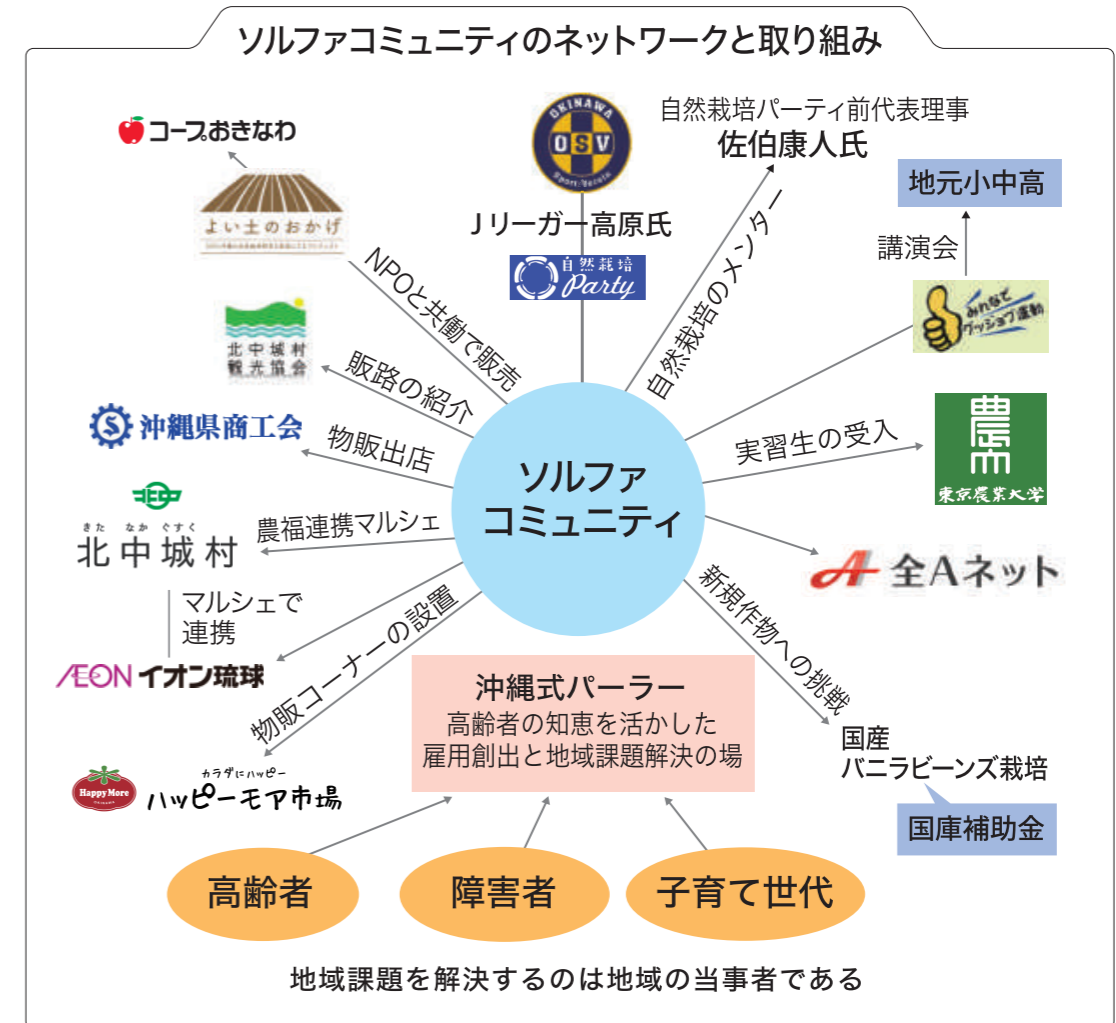 ソルファコミュニティのネットワークと取り組み
コープおきなわ
よい土のおかげ
NPOと共働で販売
OKINAWA
OSV
Sport-Verein
Jリーガー高原氏
自然栽培
Party
自然栽培パーティ前代表理事
佐伯康人氏
自然栽培のメンター
地元小中高
講演会
みんなで
グッジョブ運動
北中城村
観光協会
販路の紹介
沖縄県商工会
物販出店
実習生の受入
農大
東京農業大学
ソルファ
コミュニティ
きた なか ぐすく
北中城村
農福連携マルシェ
全Aネット
マルシェで
連携
AEON イオン琉球
物販コーナーの設置
新規作物への挑戦
沖縄式パーラー
高齢者の知恵を活かした
雇用創出と地域課題解決の場
国産
バニラビーンズ栽培
国庫補助金
HappyMore
カラダにハッピー
ハッピーモア市場
高齢者
障害者
子育て世代
地域課題を解決するのは地域の当事者である